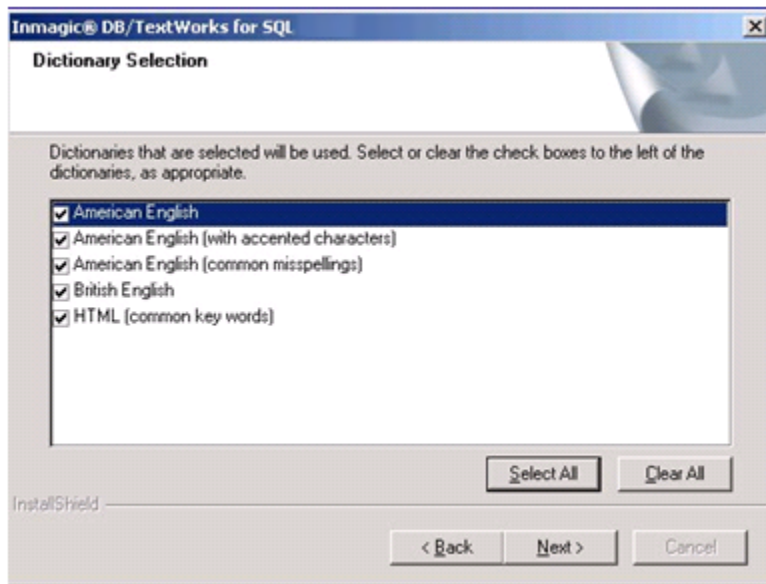 Inmagic® DB/TextWorks for SQL
Dictionary Selection
Dictionaries that are selected will be used. Select or clear the check boxes to the left of the
dictionaries, as appropriate.
American English
American English (with accented characters)
American English (common misspellings)
British English
HTML (common key words)
Select All
Clear All
InstallShield
< Back
Next >
Cancel